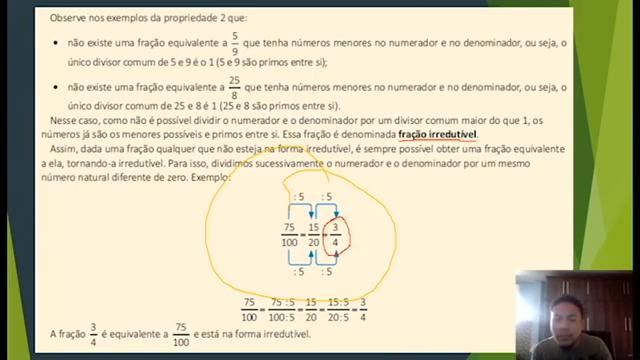 Observe nos exemplos da propriedade 2 que:
• não existe uma fração equivalente a 5/9 que tenha números menores no numerador e no denominador, ou seja, o
único divisor comum de 5 e 9 é o 1 (5 e 9 são primos entre si);
• não existe uma fração equivalente a 25/8 que tenha números menores no numerador e no denominador, ou seja, o
único divisor comum de 25 e 8 é 1 (25 e 8 são primos entre si).
Nesse caso, como não é possível dividir o numerador e o denominador por um divisor comum maior do que 1, os
números já são os menores possíveis e primos entre si. Essa fração é denominada fração irredutível.
Assim, dada uma fração qualquer que não esteja na forma irredutível, é sempre possível obter uma fração equivalente
a ela, tornando-a irredutível. Para isso, dividimos sucessivamente o numerador e o denominador por um mesmo
número natural diferente de zero. Exemplo:
: 5 : 5
75/100 = 15/20 = 3/4
: 5 : 5
75/100 = 75 : 5/100 : 5 = 15/20 = 15 : 5/20 : 5 = 3/4
A fração 3/4 é equivalente a 75/100 e está na forma irredutível.